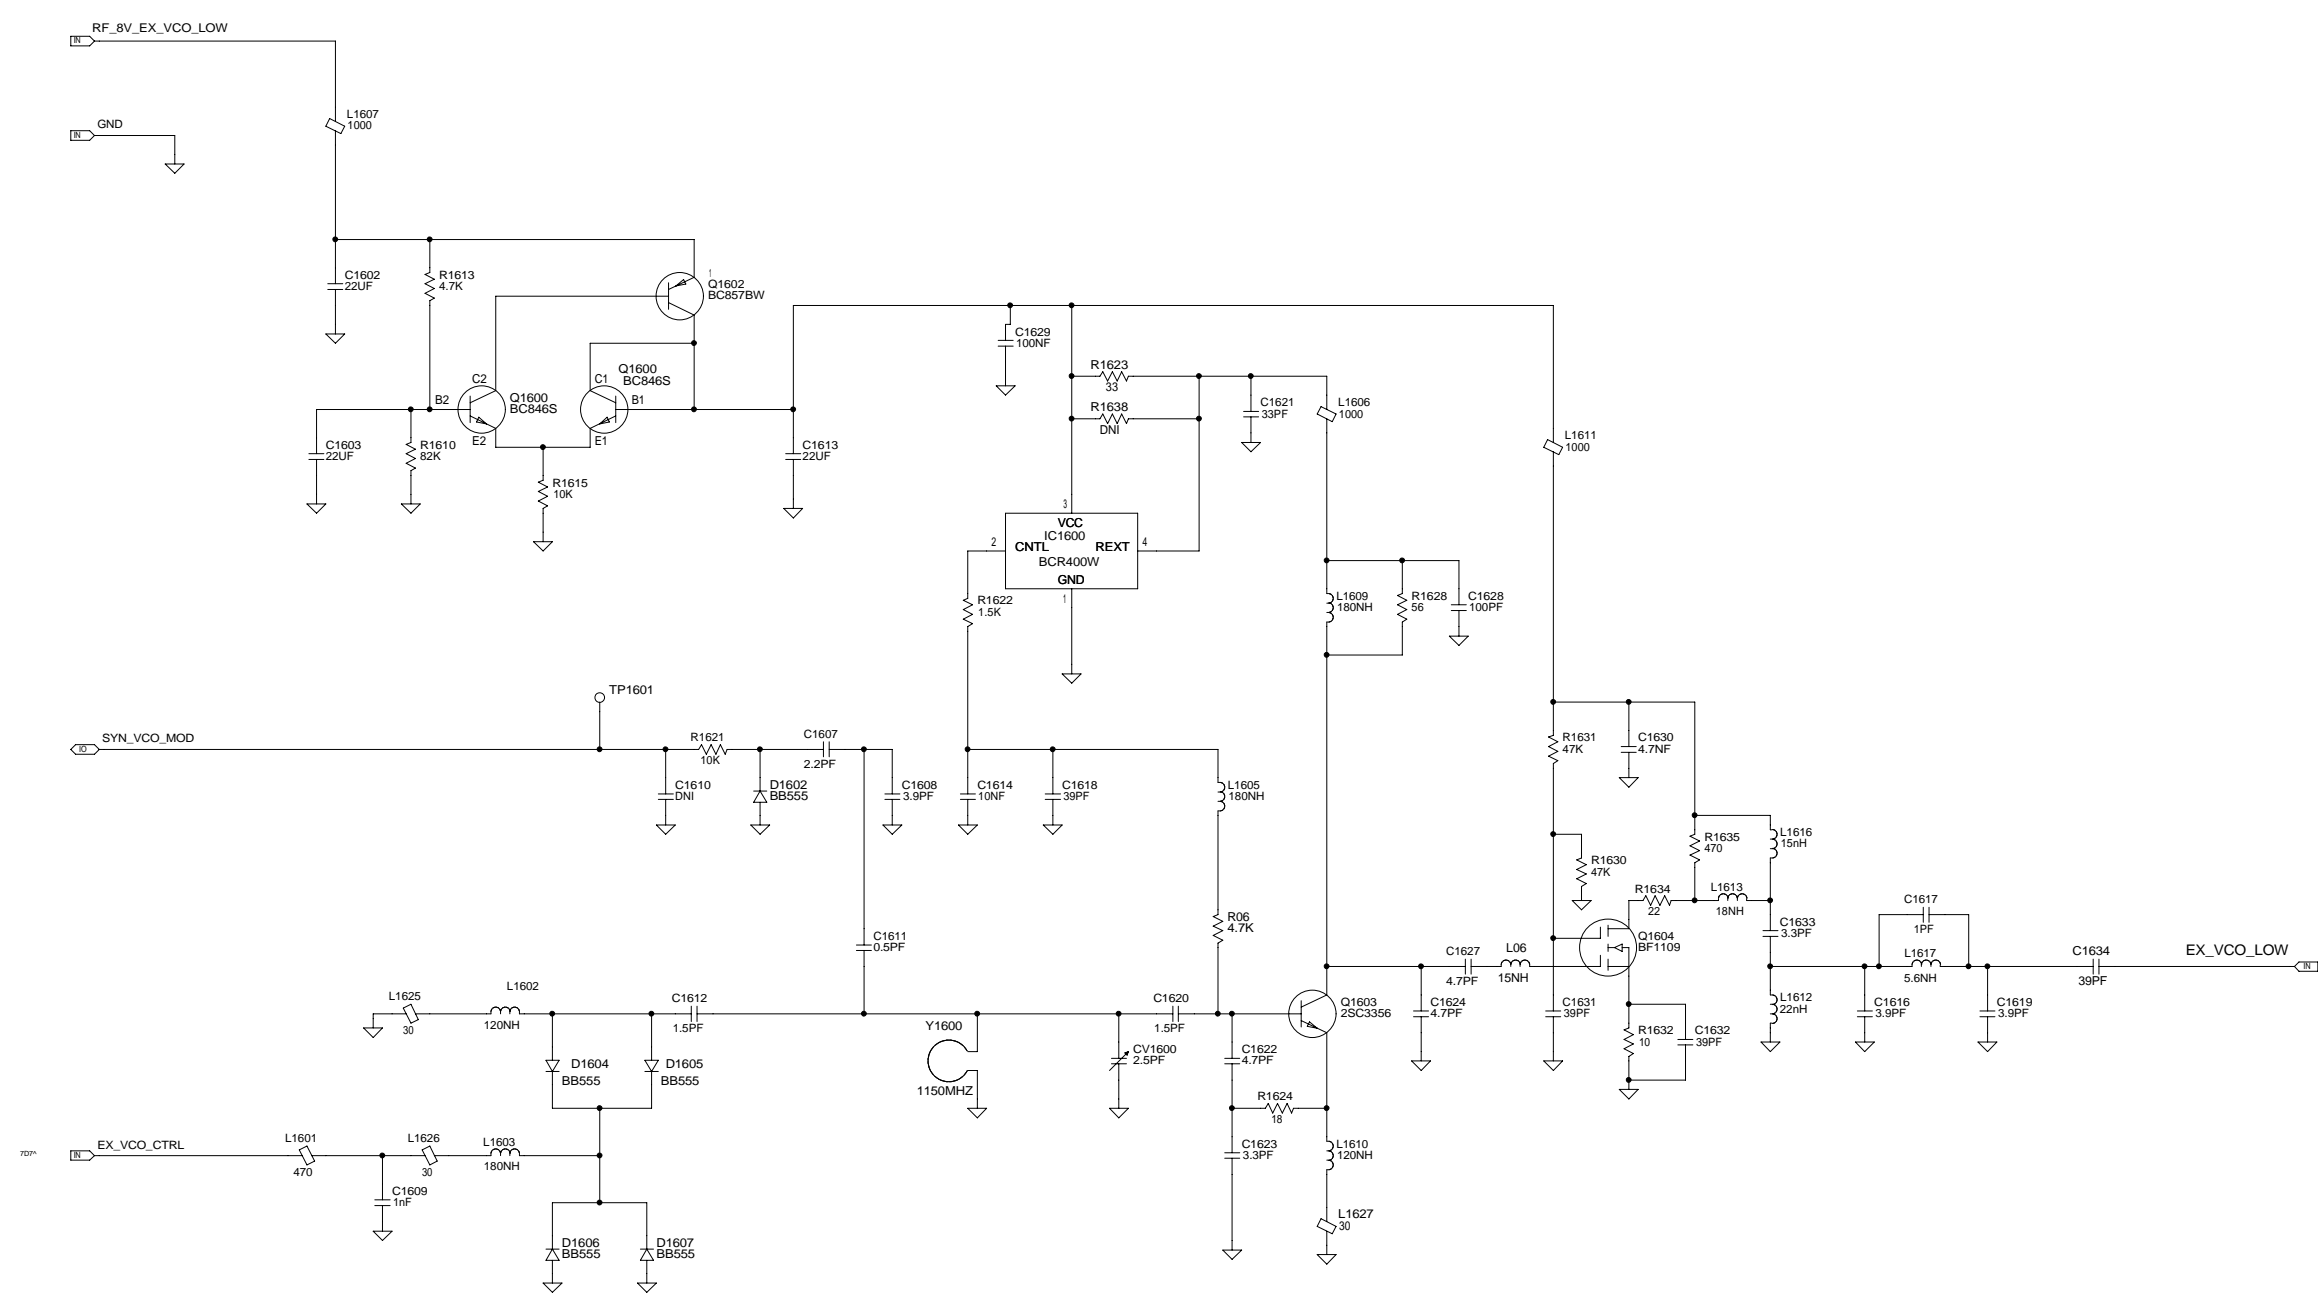 RF_8V_EX_VCO_LOW
IN
L1607
1000
GND
IN
C1602
22UF
R1613
4.7K
1
Q1602
BC857BW
C2
Q1600
BC846S
B2
E2
C1
Q1600
BC846S
B1
E1
C1603
22UF
R1610
82K
R1615
10K
C1613
22UF
C1629
100NF
R1623
33
R1638
DNI
C1621
33PF
L1606
1000
L1611
1000
3
VCC
IC1600
2
CNTL
REXT
4
BCR400W
GND
1
R1622
1.5K
L1609
180NH
R1628
56
C1628
100PF
TP1601
SYN_VCO_MOD
IO
R1621
10K
C1607
2.2PF
C1610
DNI
D1602
BB555
C1608
3.9PF
C1614
10NF
C1618
39PF
L1605
180NH
R1631
47K
C1630
4.7NF
R1630
47K
R1635
470
L1616
15nH
R1634
22
L1613
18NH
Q1604
BF1109
C1633
3.3PF
C1617
1PF
L1617
5.6NH
C1634
39PF
EX_VCO_LOW
IN
C1611
0.5PF
R06
4.7K
C1627
4.7PF
L06
15NH
L1625
30
L1602
120NH
C1612
1.5PF
Y1600
1150MHZ
C1620
1.5PF
CV1600
2.5PF
Q1603
2SC3356
C1624
4.7PF
C1631
39PF
R1632
10
C1632
39PF
L1612
22nH
C1616
3.9PF
C1619
3.9PF
D1604
BB555
D1605
BB555
C1622
4.7PF
R1624
18
C1623
3.3PF
L1610
120NH
L1627
30
7D7^
IN
EX_VCO_CTRL
L1601
470
L1626
30
L1603
180NH
C1609
1nF
D1606
BB555
D1607
BB555